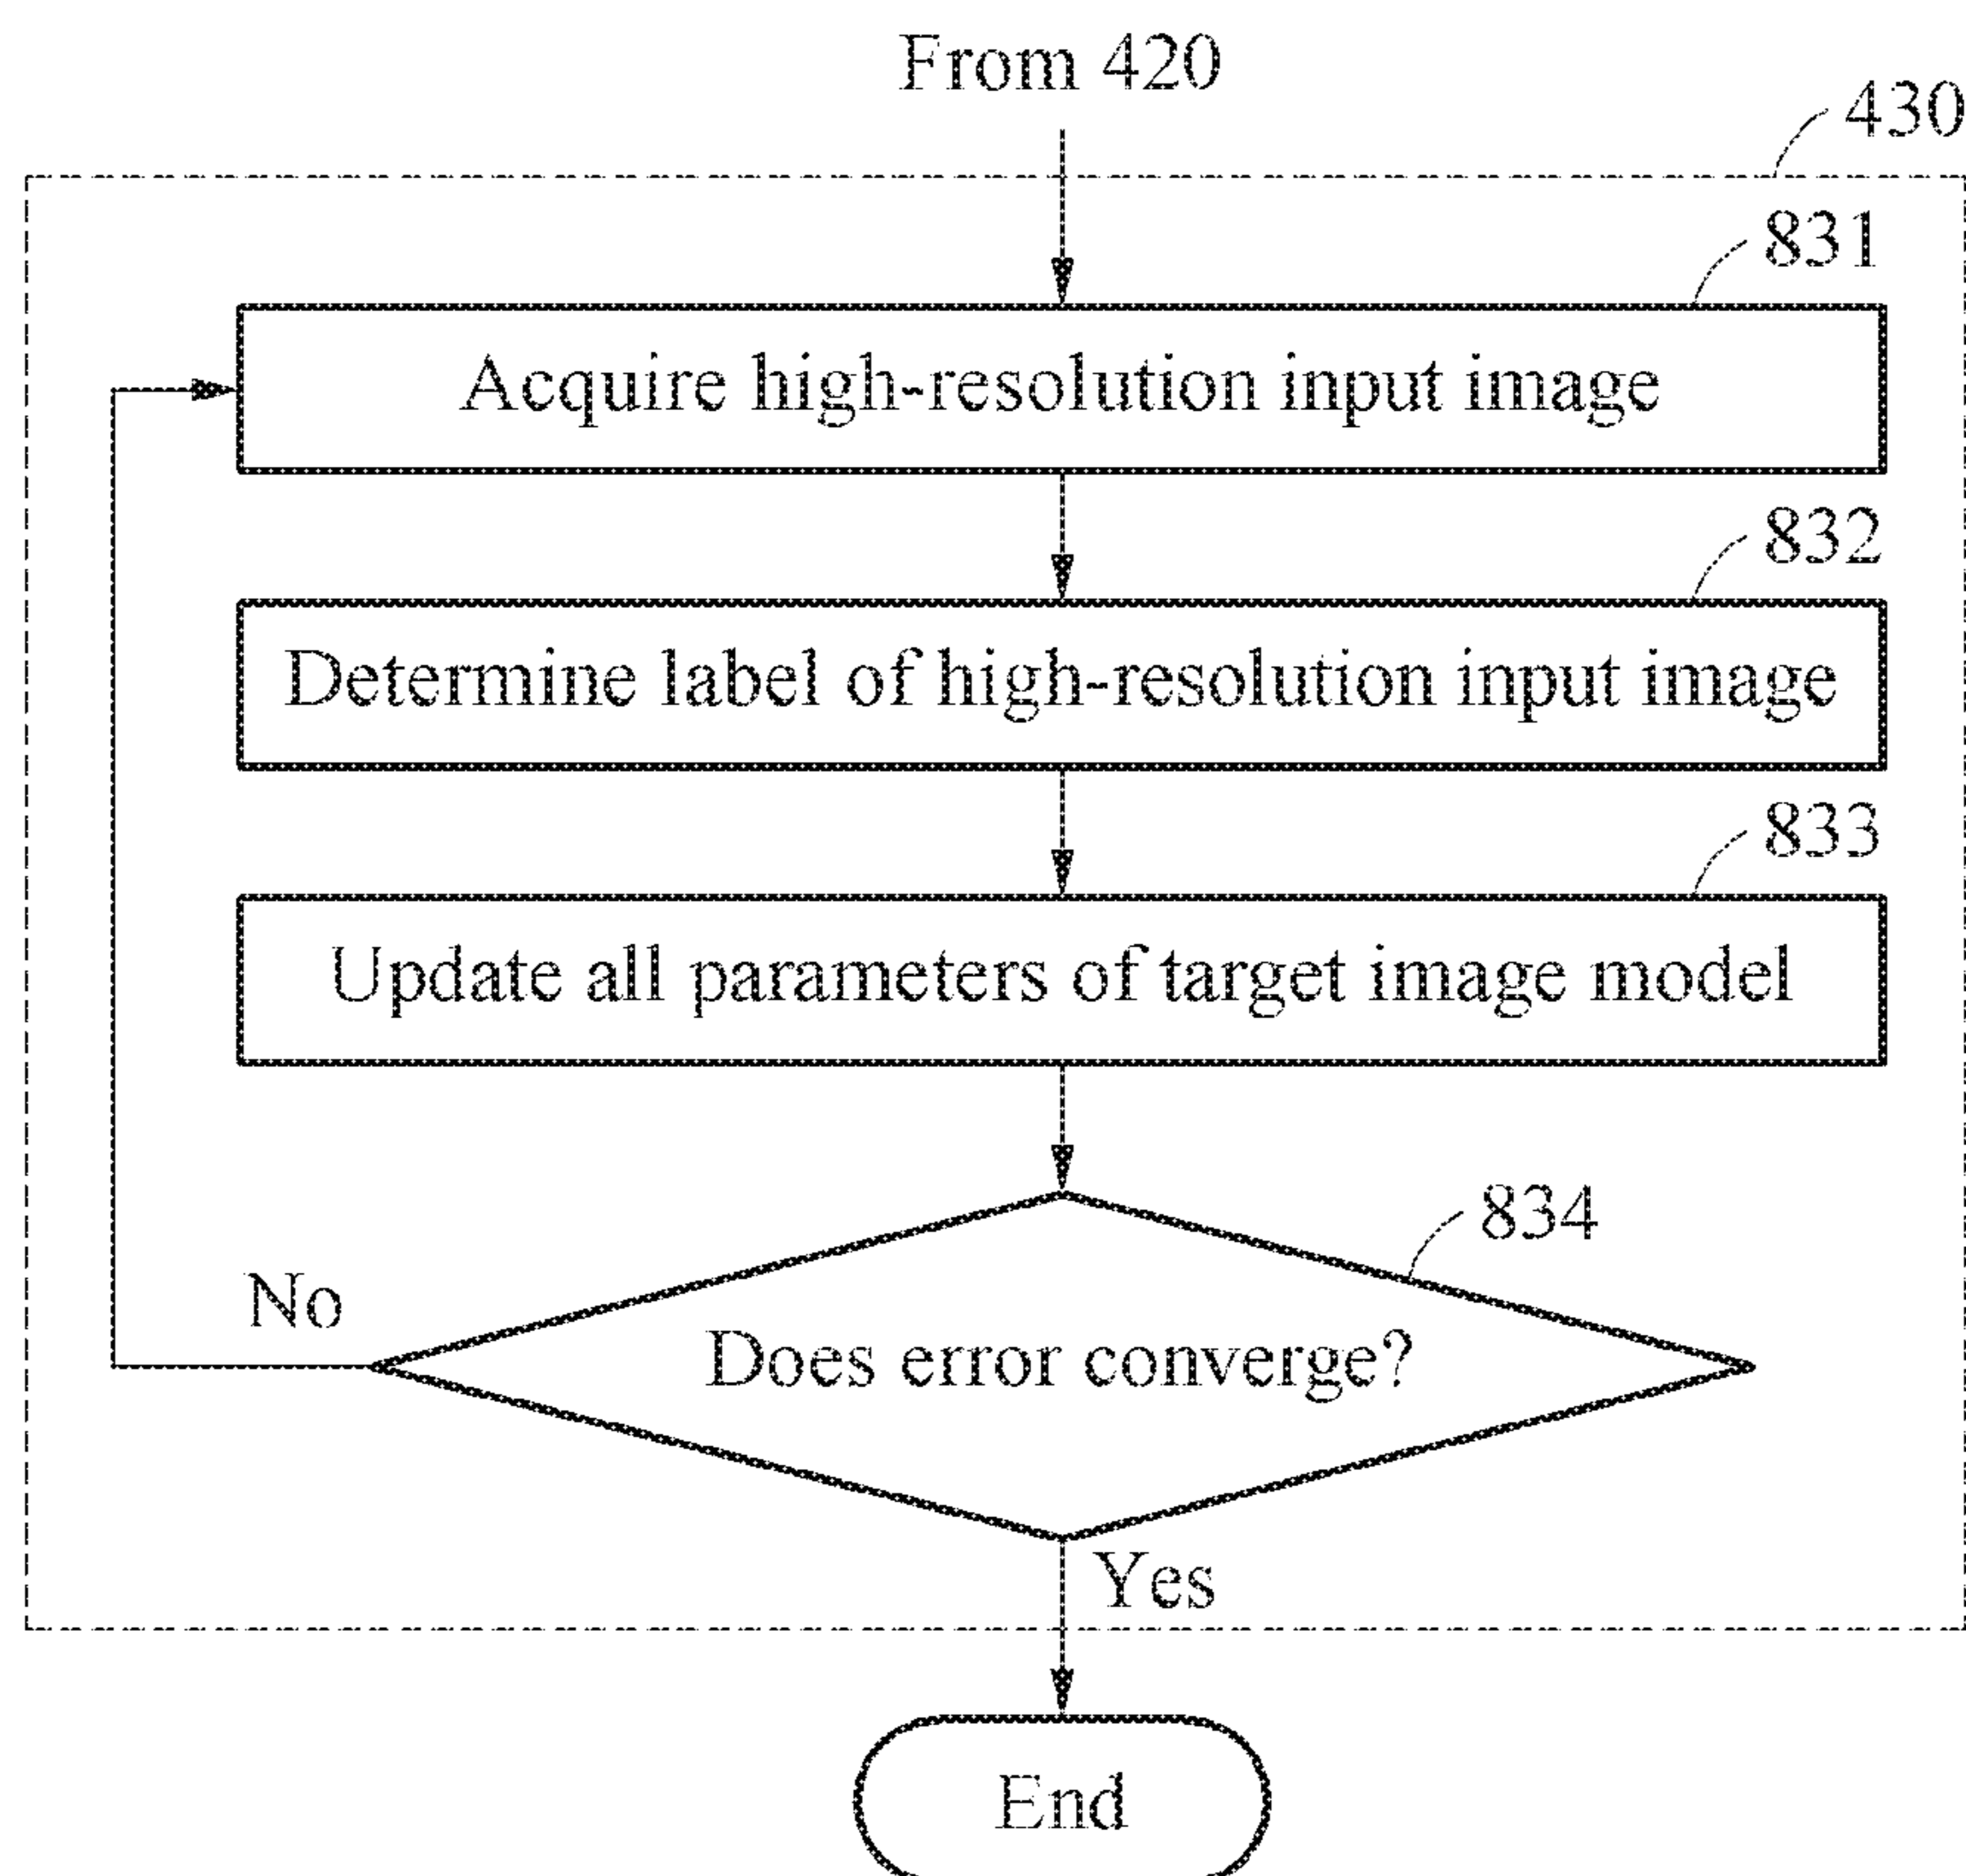 From 420
430
831
Acquire high-resolution input image
832
Determine label of high-resolution input image
833
Update all parameters of target image model
834
No
Does error converge?
Yes
End